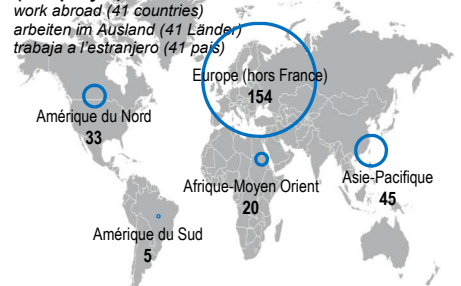 work abroad (41 countries)
arbeiten im Ausland (41 Länder)
trabaja a l'estranjero (41 pais)
Europe (hors France)
154
Amérique du Nord
33
Afrique-Moyen Orient
20
Asie-Pacifique
45
Amérique du Sud
5